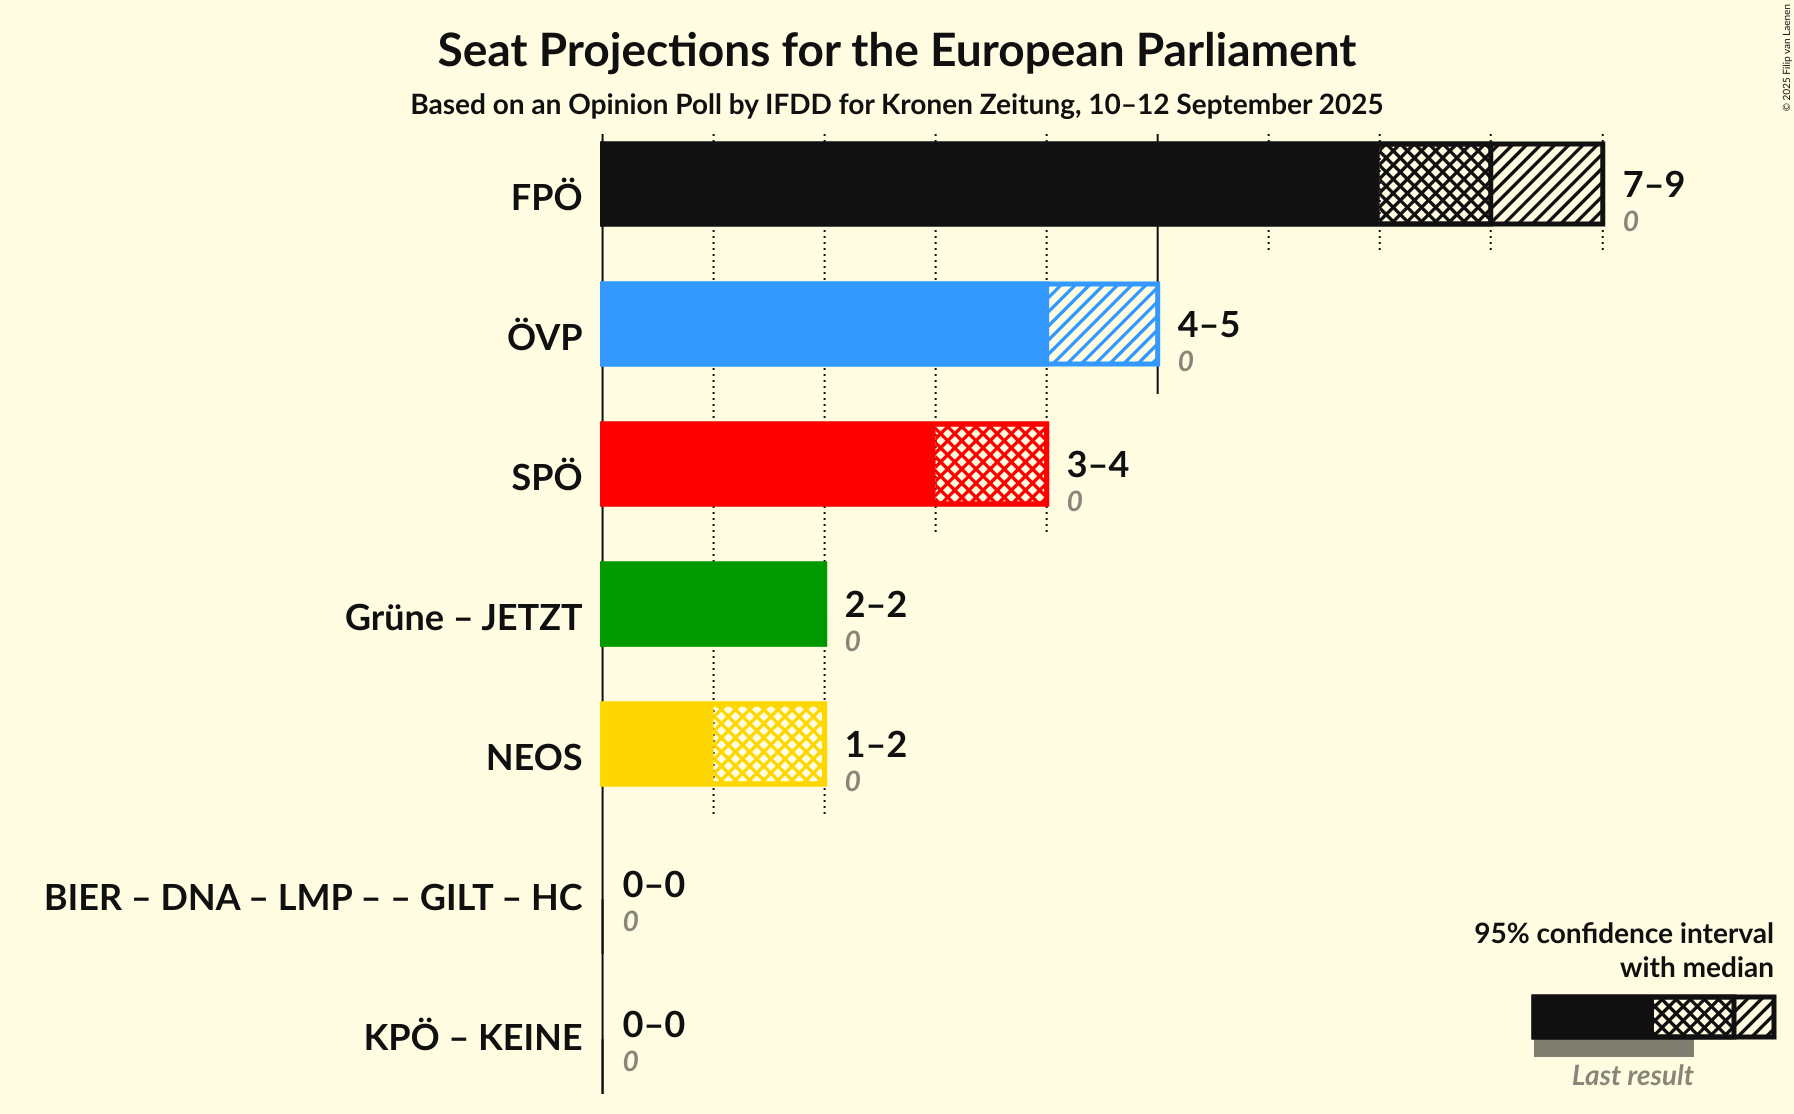 Seat Projections for the European Parliament
Based on an Opinion Poll by IFDD for Kronen Zeitung, 10–12 September 2025
© 2025 Filip van Laenen
FPÖ
7–9
0
ÖVP
4–5
0
SPÖ
3–4
0
Grüne – JETZT
2–2
0
NEOS
1–2
0
BIER – DNA – LMP – – GILT – HC
0–0
0
KPÖ – KEINE
0–0
0
95% confidence interval
with median
Last result